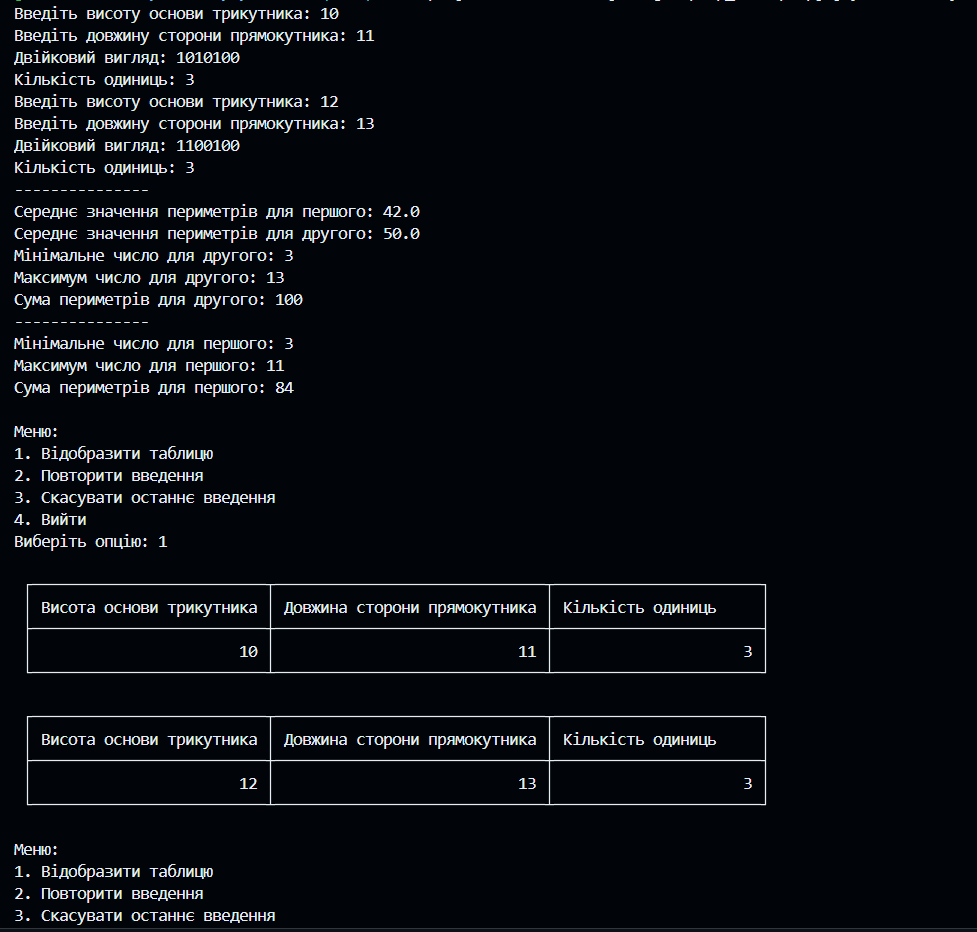 Введіть висоту основи трикутника: 10
Введіть довжину сторони прямокутника: 11
Двійковий вигляд: 1010100
Кількість одиниць: 3
Введіть висоту основи трикутника: 12
Введіть довжину сторони прямокутника: 13
Двійковий вигляд: 1100100
Кількість одиниць: 3
---------------
Середнє значення периметрів для першого: 42.0
Середнє значення периметрів для другого: 50.0
Мінімальне число для другого: 3
Максимум число для другого: 13
Сума периметрів для другого: 100
---------------
Мінімальне число для першого: 3
Максимум число для першого: 11
Сума периметрів для першого: 84
Меню:
1. Відобразити таблицю
2. Повторити введення
3. Скасувати останнє введення
4. Вийти
Виберіть опцію: 1
Висота основи трикутника Довжина сторони прямокутника Кількість одиниць
10 11 3
Висота основи трикутника Довжина сторони прямокутника Кількість одиниць
12 13 3
Меню:
1. Відобразити таблицю
2. Повторити введення
3. Скасувати останнє введення